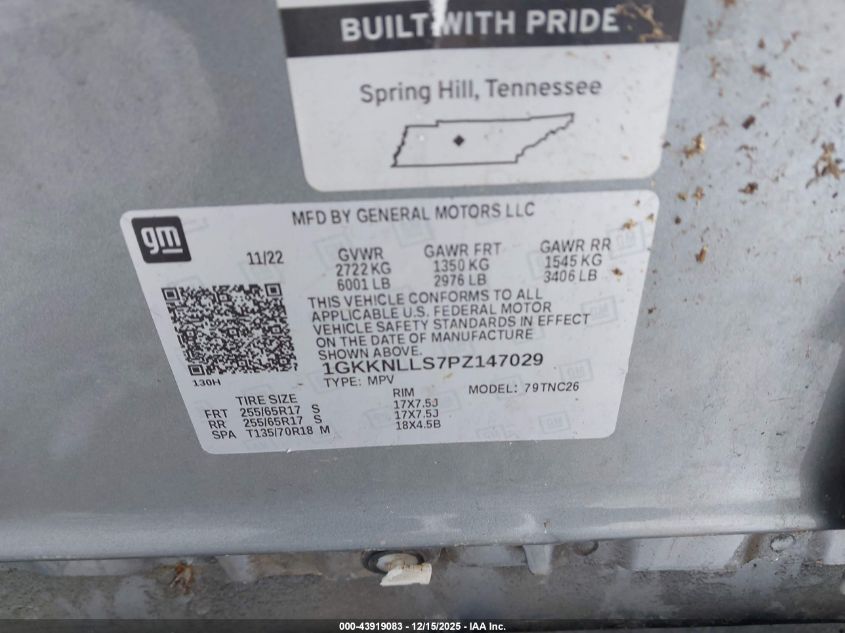 BUILT WITH PRIDE
Spring Hill, Tennessee
gm
MFD BY GENERAL MOTORS LLC
11/22 GVWR GAWR FRT GAWR RR
2722 KG 1350 KG 1545 KG
6001 LB 2976 LB 3406 LB
THIS VEHICLE CONFORMS TO ALL
APPLICABLE U.S. FEDERAL MOTOR
VEHICLE SAFETY STANDARDS IN EFFECT
ON THE DATE OF MANUFACTURE
SHOWN ABOVE.
130H
1GKKNLLS7PZ147029
TYPE: MPV MODEL: 79TNC26
TIRE SIZE RIM
FRT 255/65R17 S 17X7.5J
RR 255/65R17 S 17X7.5J
SPA T135/70R18 M 18X4.5B
000-43919083 - 12/15/2025 - IAA Inc.